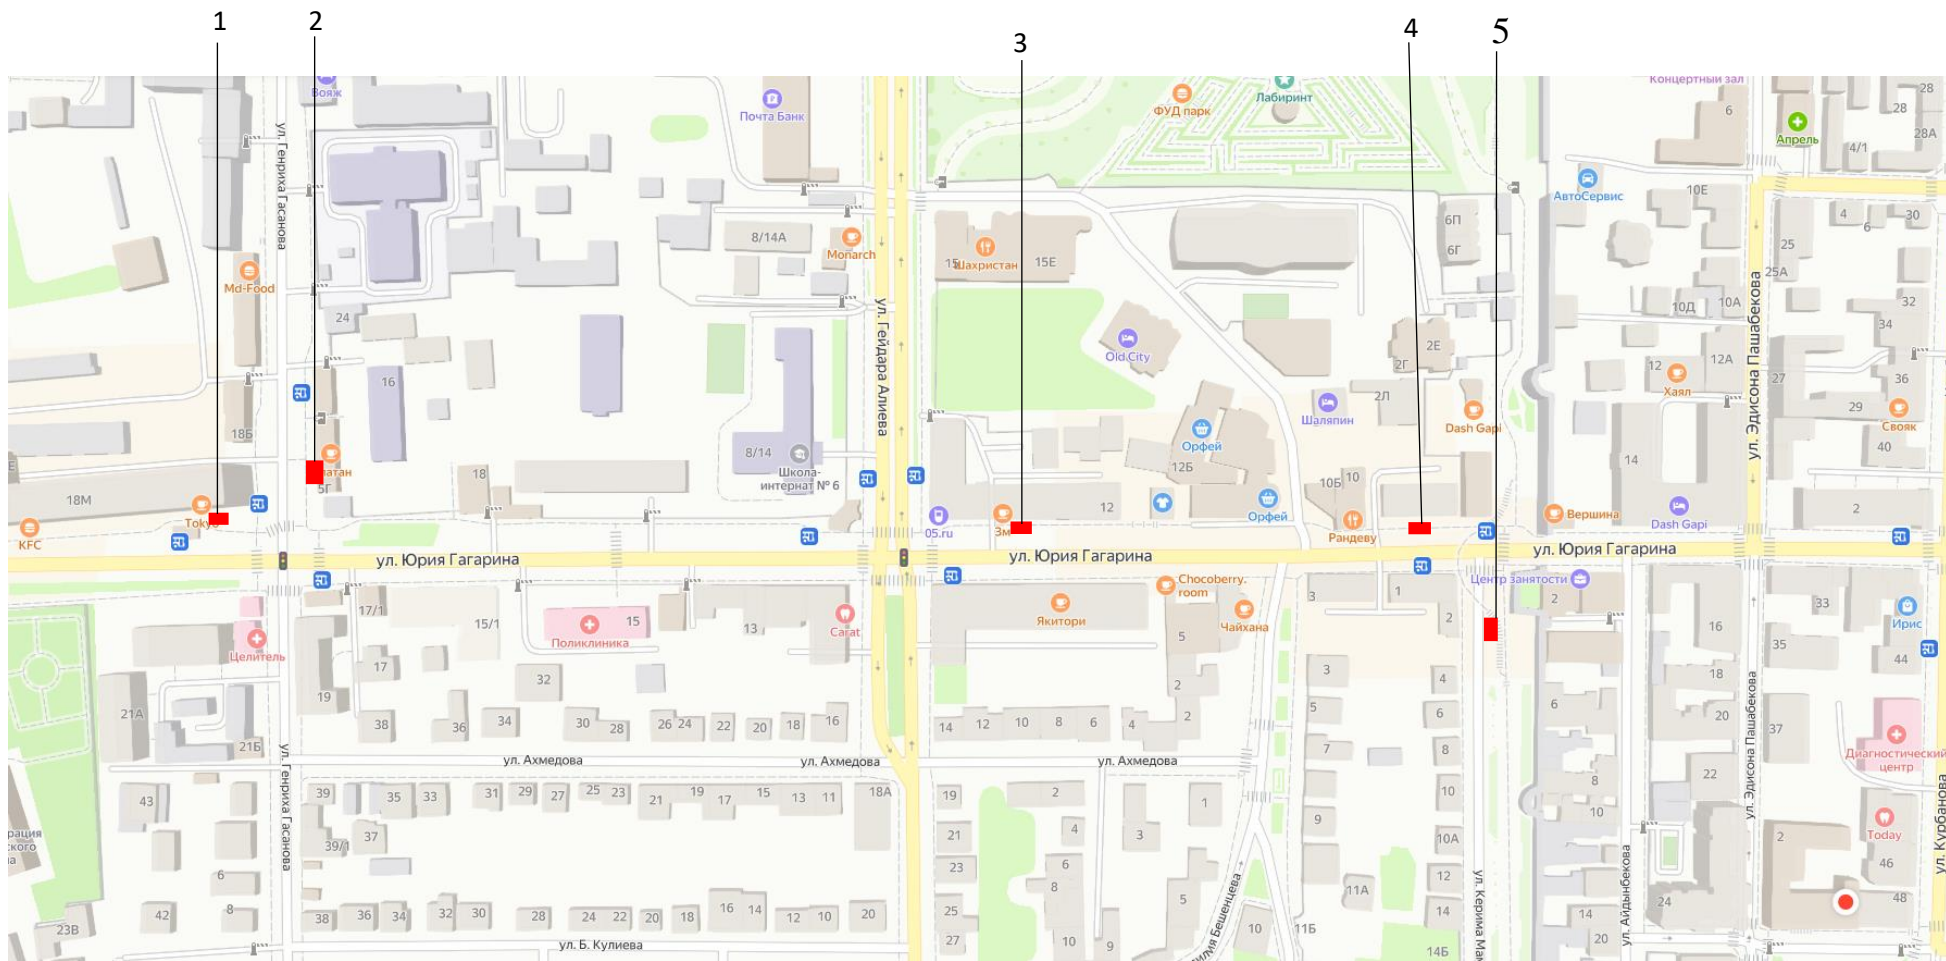 1
2
3
4
5
Вояж
Почта Банк
ФУД парк
Лабиринт
Концертный зал
6
28
28
28А
Апрель
4/1
ул. Генриха Гасанова
АвтоСервис
10Е
4
6
30
6П
6Г
8/14А
Monarch
15
Шахристан
15Е
25
25А
Md-Food
24
ул. Гейдара Алиева
10Д
10А
32
34
ул. Эдисона Пашабекова
Old City
2Е
2Г
12
12А
Хаял
27
36
16
2Л
Шаляпин
Dash Gapi
29
Свояк
40
18Б
Орфей
12Б
8/14
Школа-
интернат № 6
18
5Г
18М
Tokyo
KFC
10Б
10
14
12
Орфей
Рандеву
Вершина
Dash Gapi
2
05.ru
ул. Юрия Гагарина
ул. Юрия Гагарина
ул. Юрия Гагарина
Центр занятости
Chocoberry.
room
Якитори
Чайхана
5
3
1
2
2
17/1
15/1
15
Поликлиника
13
Carat
Целитель
17
19
16
33
Ирис
35
44
32
3
4
18
21А
38
36
34
30
28
26
24
22
20
18
16
14
12
10
8
6
4
2
2
5
6
6
20
37
21Б
7
8
8
22
Диагностический
центр
ул. Ахмедова
ул. Ахмедова
ул. Ахмедова
ул. Генриха Гасанова
ул. Эдисона Пашабекова
43
39
35
33
31
29
27
25
23
21
19
17
15
13
11
18А
19
2
1
10
10
9
37
39/1
21
4
3
10А
2
Today
46
ул. Курбанова
6
8
23
6
8
12
11А
42
23В
38
36
34
32
30
28
24
22
20
18
16
14
12
10
20
25
27
10
9
5
10
11Б
14
14Б
14
20
24
48
ул. Айдынбекова
ул. Б. Кулиева